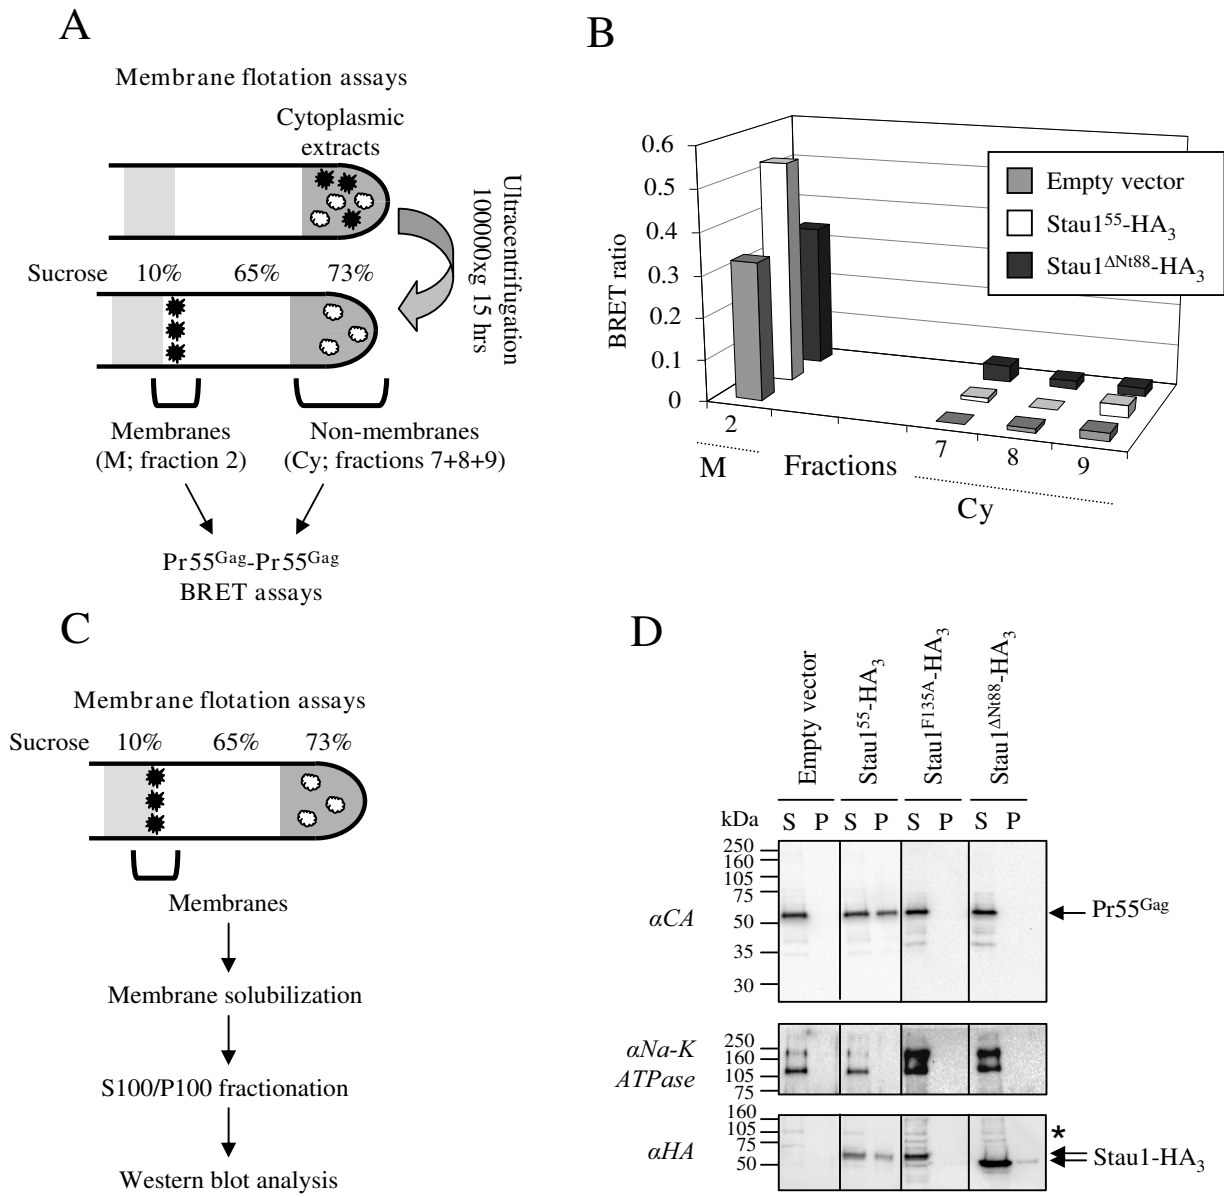 A
Membrane flotation assays
Cytoplasmic
extracts
Ultracentrifugation
100000xg 15 hrs
Sucrose 10% 65% 73%
Membranes
(M; fraction 2)
Non-membranes
(Cy; fractions 7+8+9)
Pr55Gag-Pr55Gag
BRET assays
B
BRET ratio
0.6
0.5
0.4
0.3
0.2
0.1
0
Empty vector
Stau1⁵⁵-HA₃
Stau1ΔNt88-HA₃
2
7
8
9
M
Fractions
Cy
C
Membrane flotation assays
Sucrose 10% 65% 73%
Membranes
Membrane solubilization
S100/P100 fractionation
Western blot analysis
D
Empty vector
Stau1⁵⁵-HA₃
Stau1F135A-HA₃
Stau1ΔNt88-HA₃
kDa S P S P S P S P
250
160
105
75
50
35
30
αCA
Pr55Gag
250
160
105
75
αNa-K
ATPase
160
105
75
50
αHA
*
Stau1-HA₃